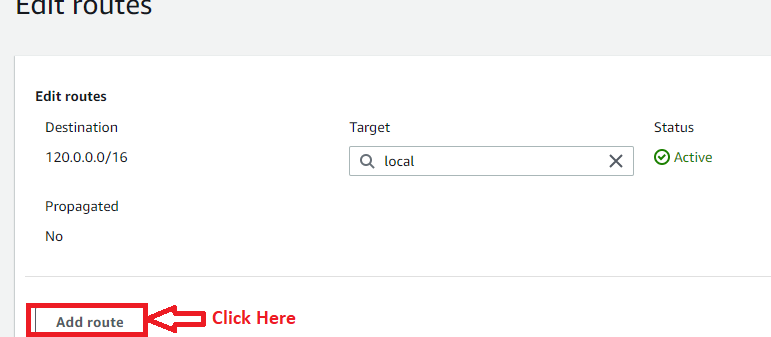 Edit routes
Edit routes
Destination
Target
Status
120.0.0.0/16
local
Active
Propagated
No
Add route
Click Here